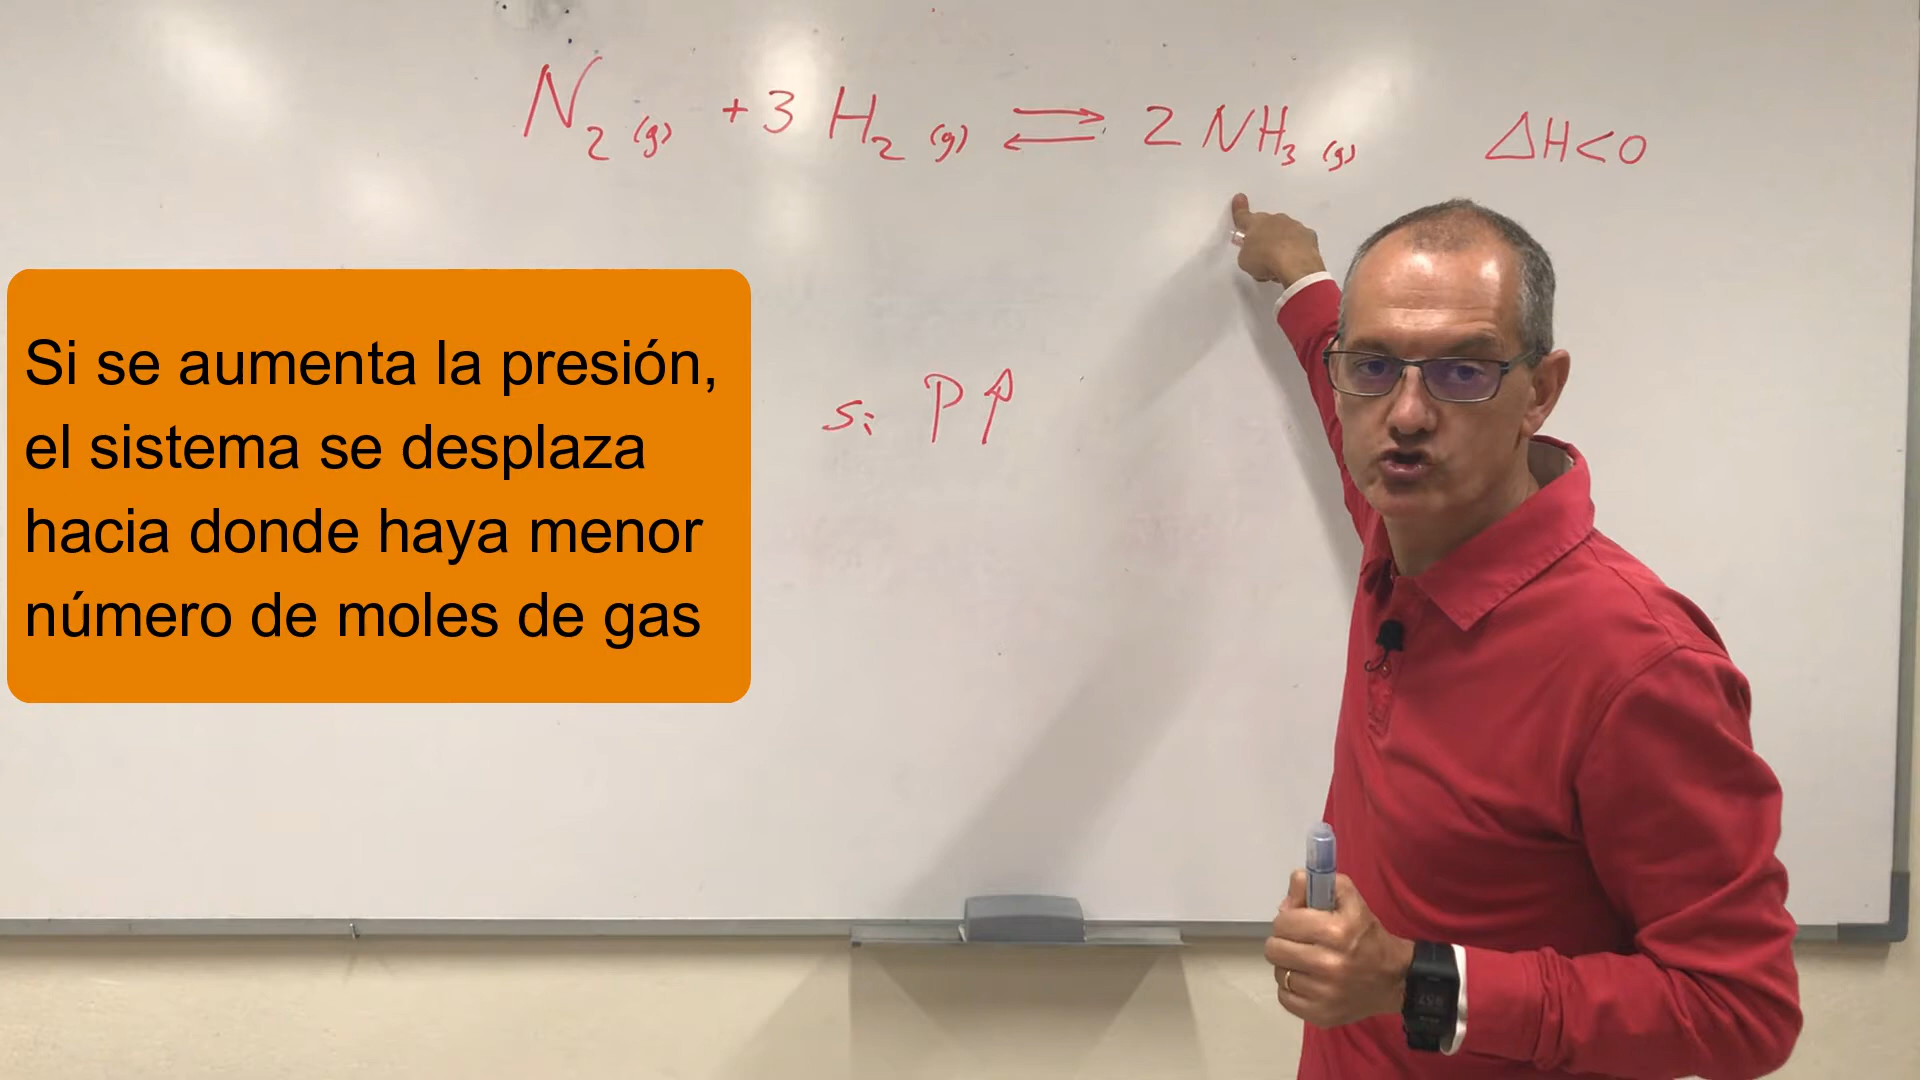 N₂ (g) + 3 H₂ (g) ⇌ 2 NH₃ (g) ΔH<0
Si se aumenta la presión,
el sistema se desplaza
hacia donde haya menor
número de moles de gas
si P↑